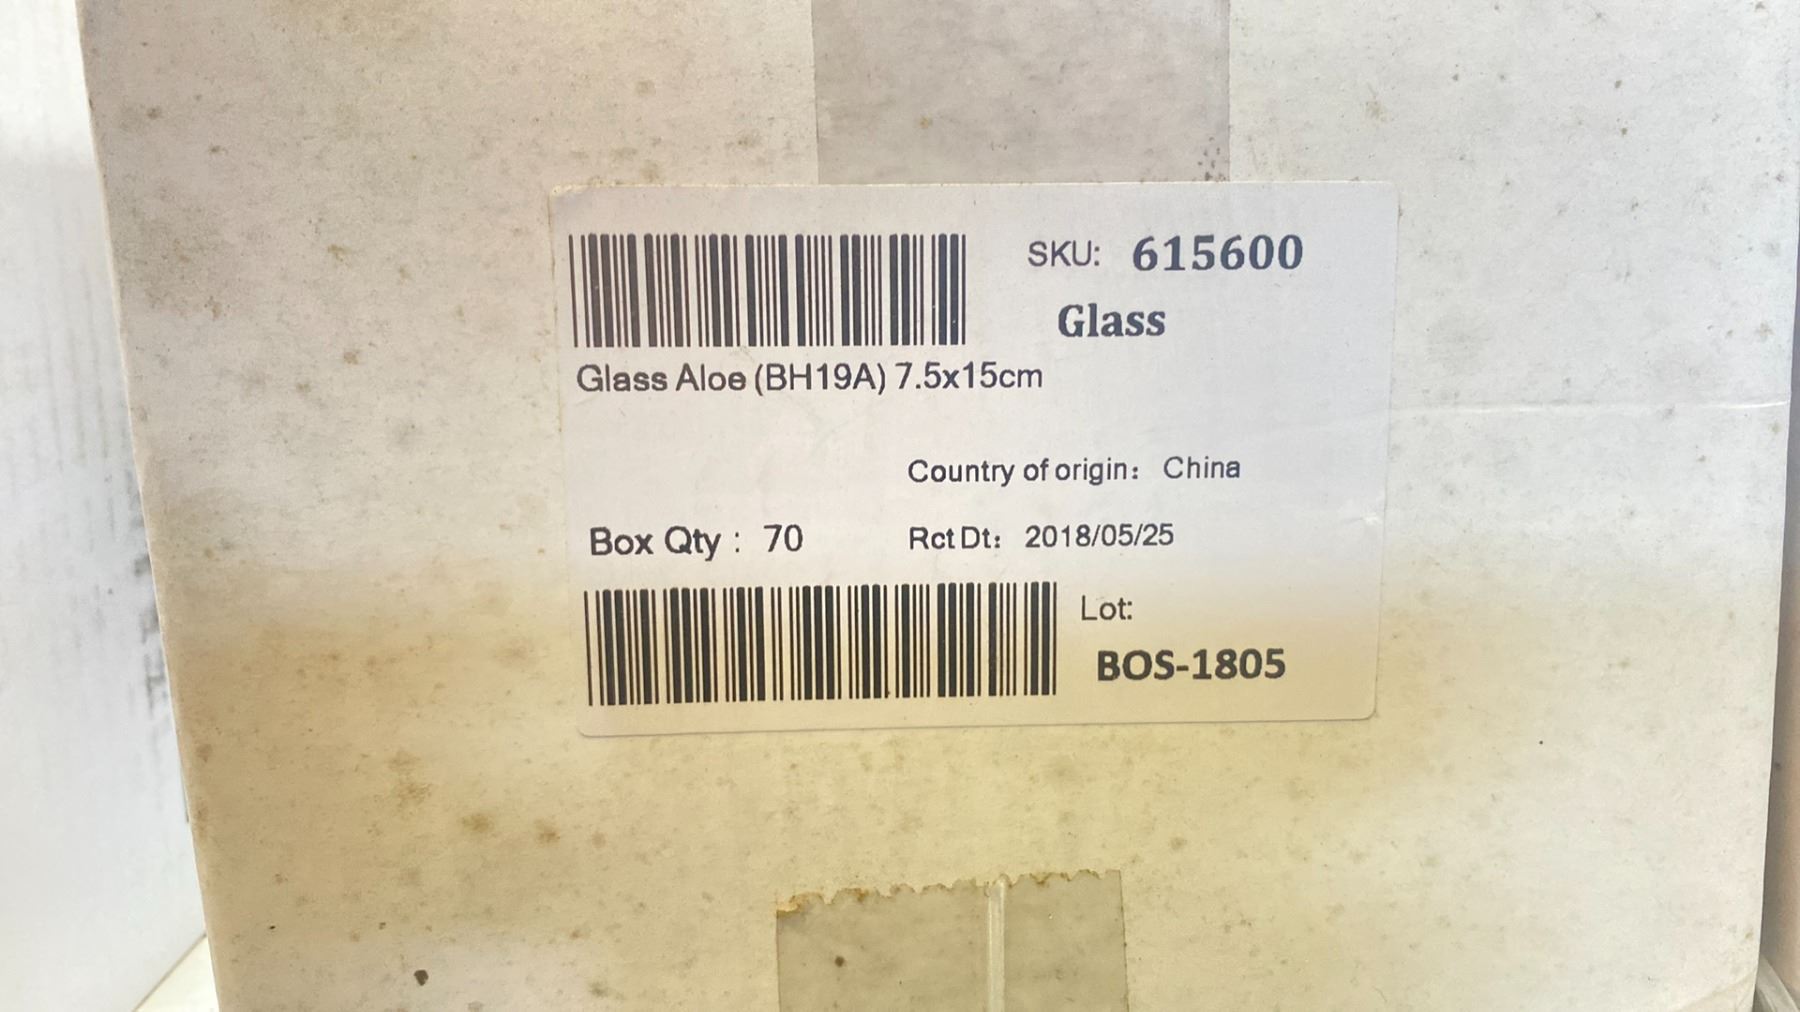 SKU: 615600
Glass
Glass Aloe (BH19A) 7.5x15cm
Country of origin: China
Box Qty : 70
Rct Dt: 2018/05/25
Lot:
BOS-1805